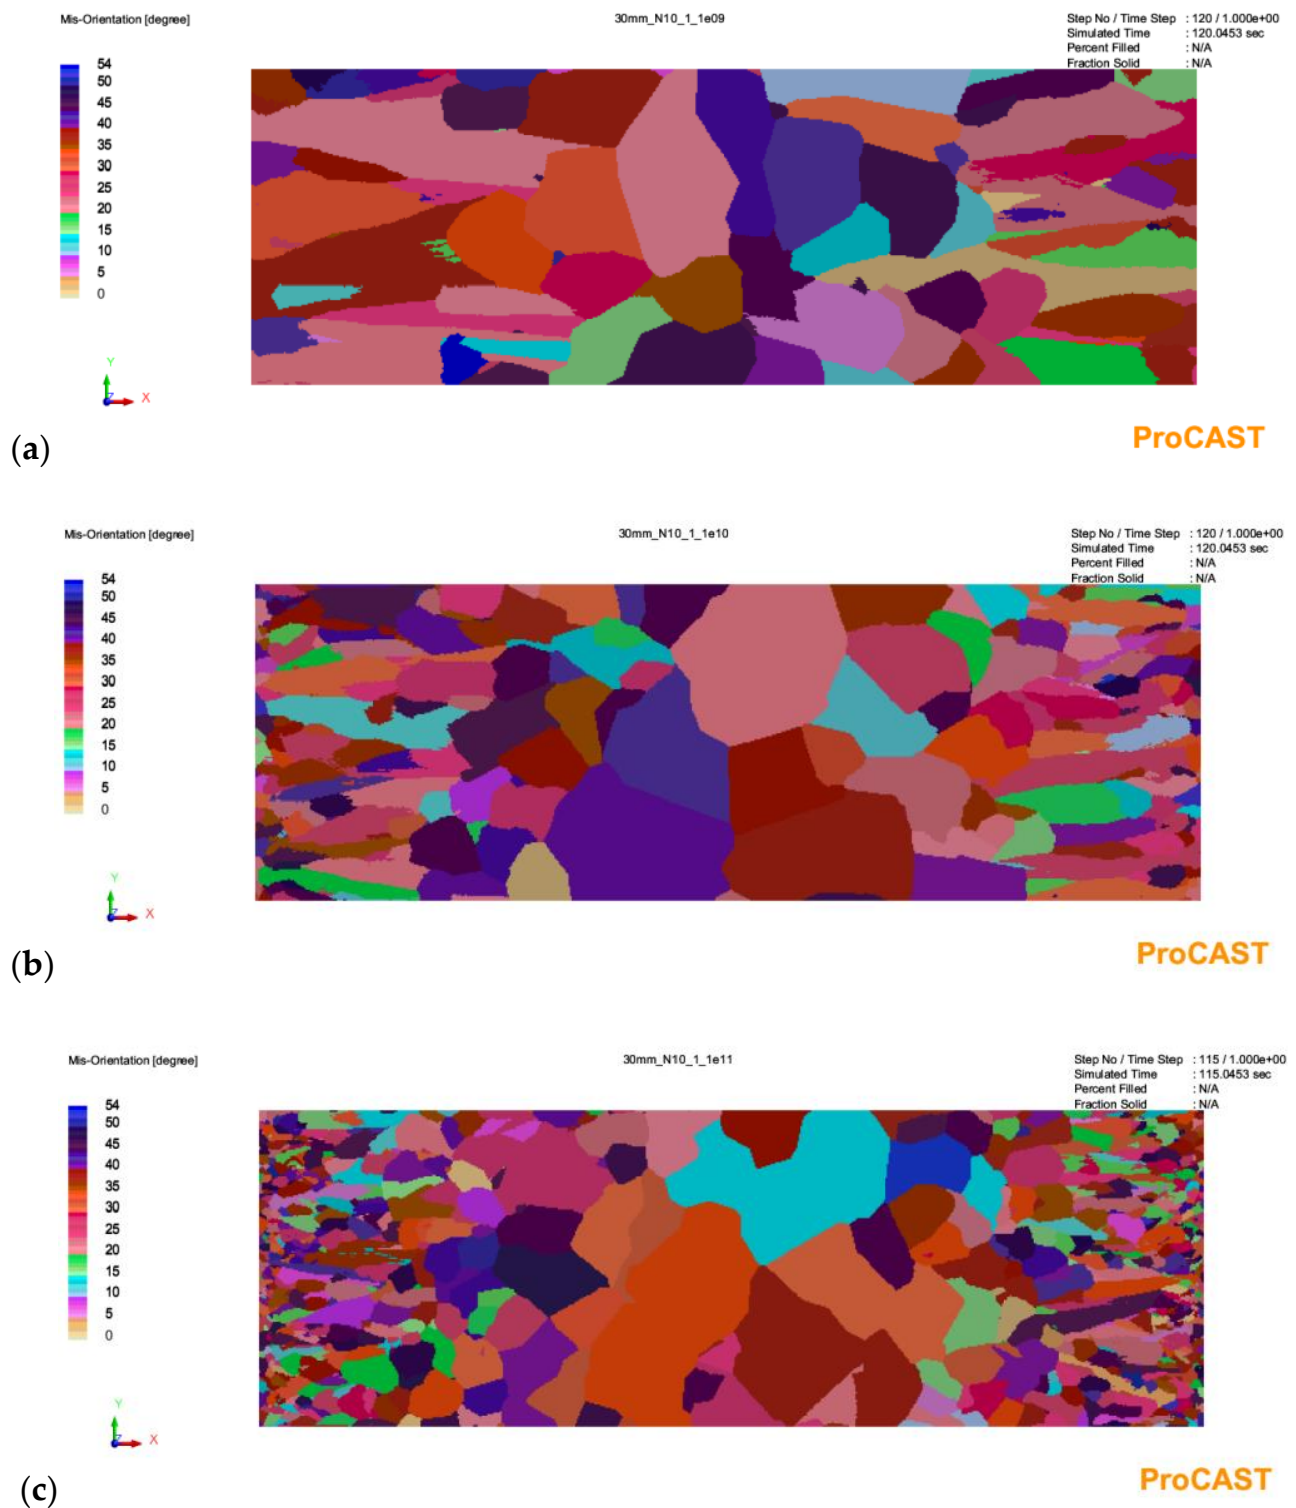 Mis-Orientation [degree]
30mm_N10_1_1e09
Step No / Time Step : 120 / 1.000e+00
Simulated Time : 120.0453 sec
Percent Filled : N/A
Fraction Solid : N/A
54
50
45
40
35
30
25
20
15
10
5
0
Y
Z
X
(a)
ProCAST
Mis-Orientation [degree]
30mm_N10_1_1e10
Step No / Time Step : 120 / 1.000e+00
Simulated Time : 120.0453 sec
Percent Filled : N/A
Fraction Solid : N/A
54
50
45
40
35
30
25
20
15
10
5
0
Y
Z
X
(b)
ProCAST
Mis-Orientation [degree]
30mm_N10_1_1e11
Step No / Time Step : 115 / 1.000e+00
Simulated Time : 115.0453 sec
Percent Filled : N/A
Fraction Solid : N/A
54
50
45
40
35
30
25
20
15
10
5
0
Y
Z
X
(c)
ProCAST